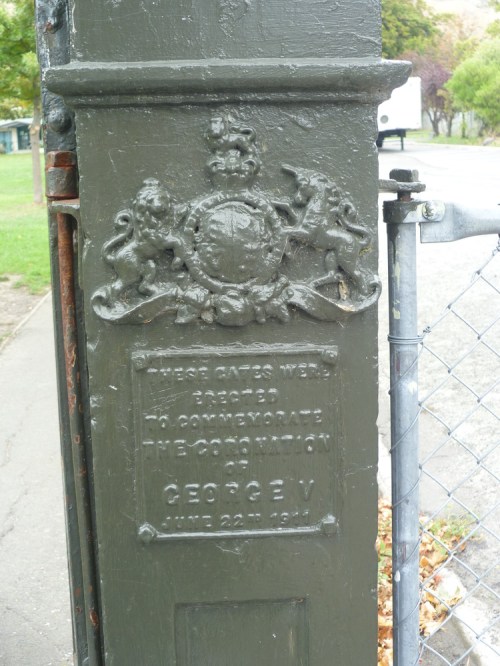 THESE GATES WERE
ERECTED
TO COMMEMORATE
THE CORONATION
OF
GEORGE V
JUNE 22ND 1911